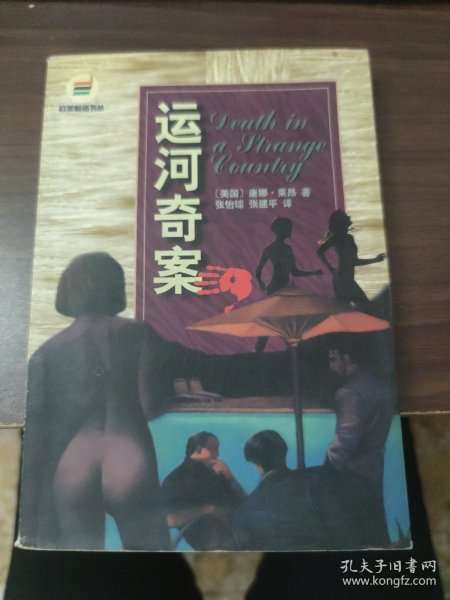 欧美畅销书丛
运河奇案
Death in
a Strange
Country
〔美国〕唐娜·莱昂 著
张怡琮 张建平 译
孔夫子旧书网
www.kongfz.com